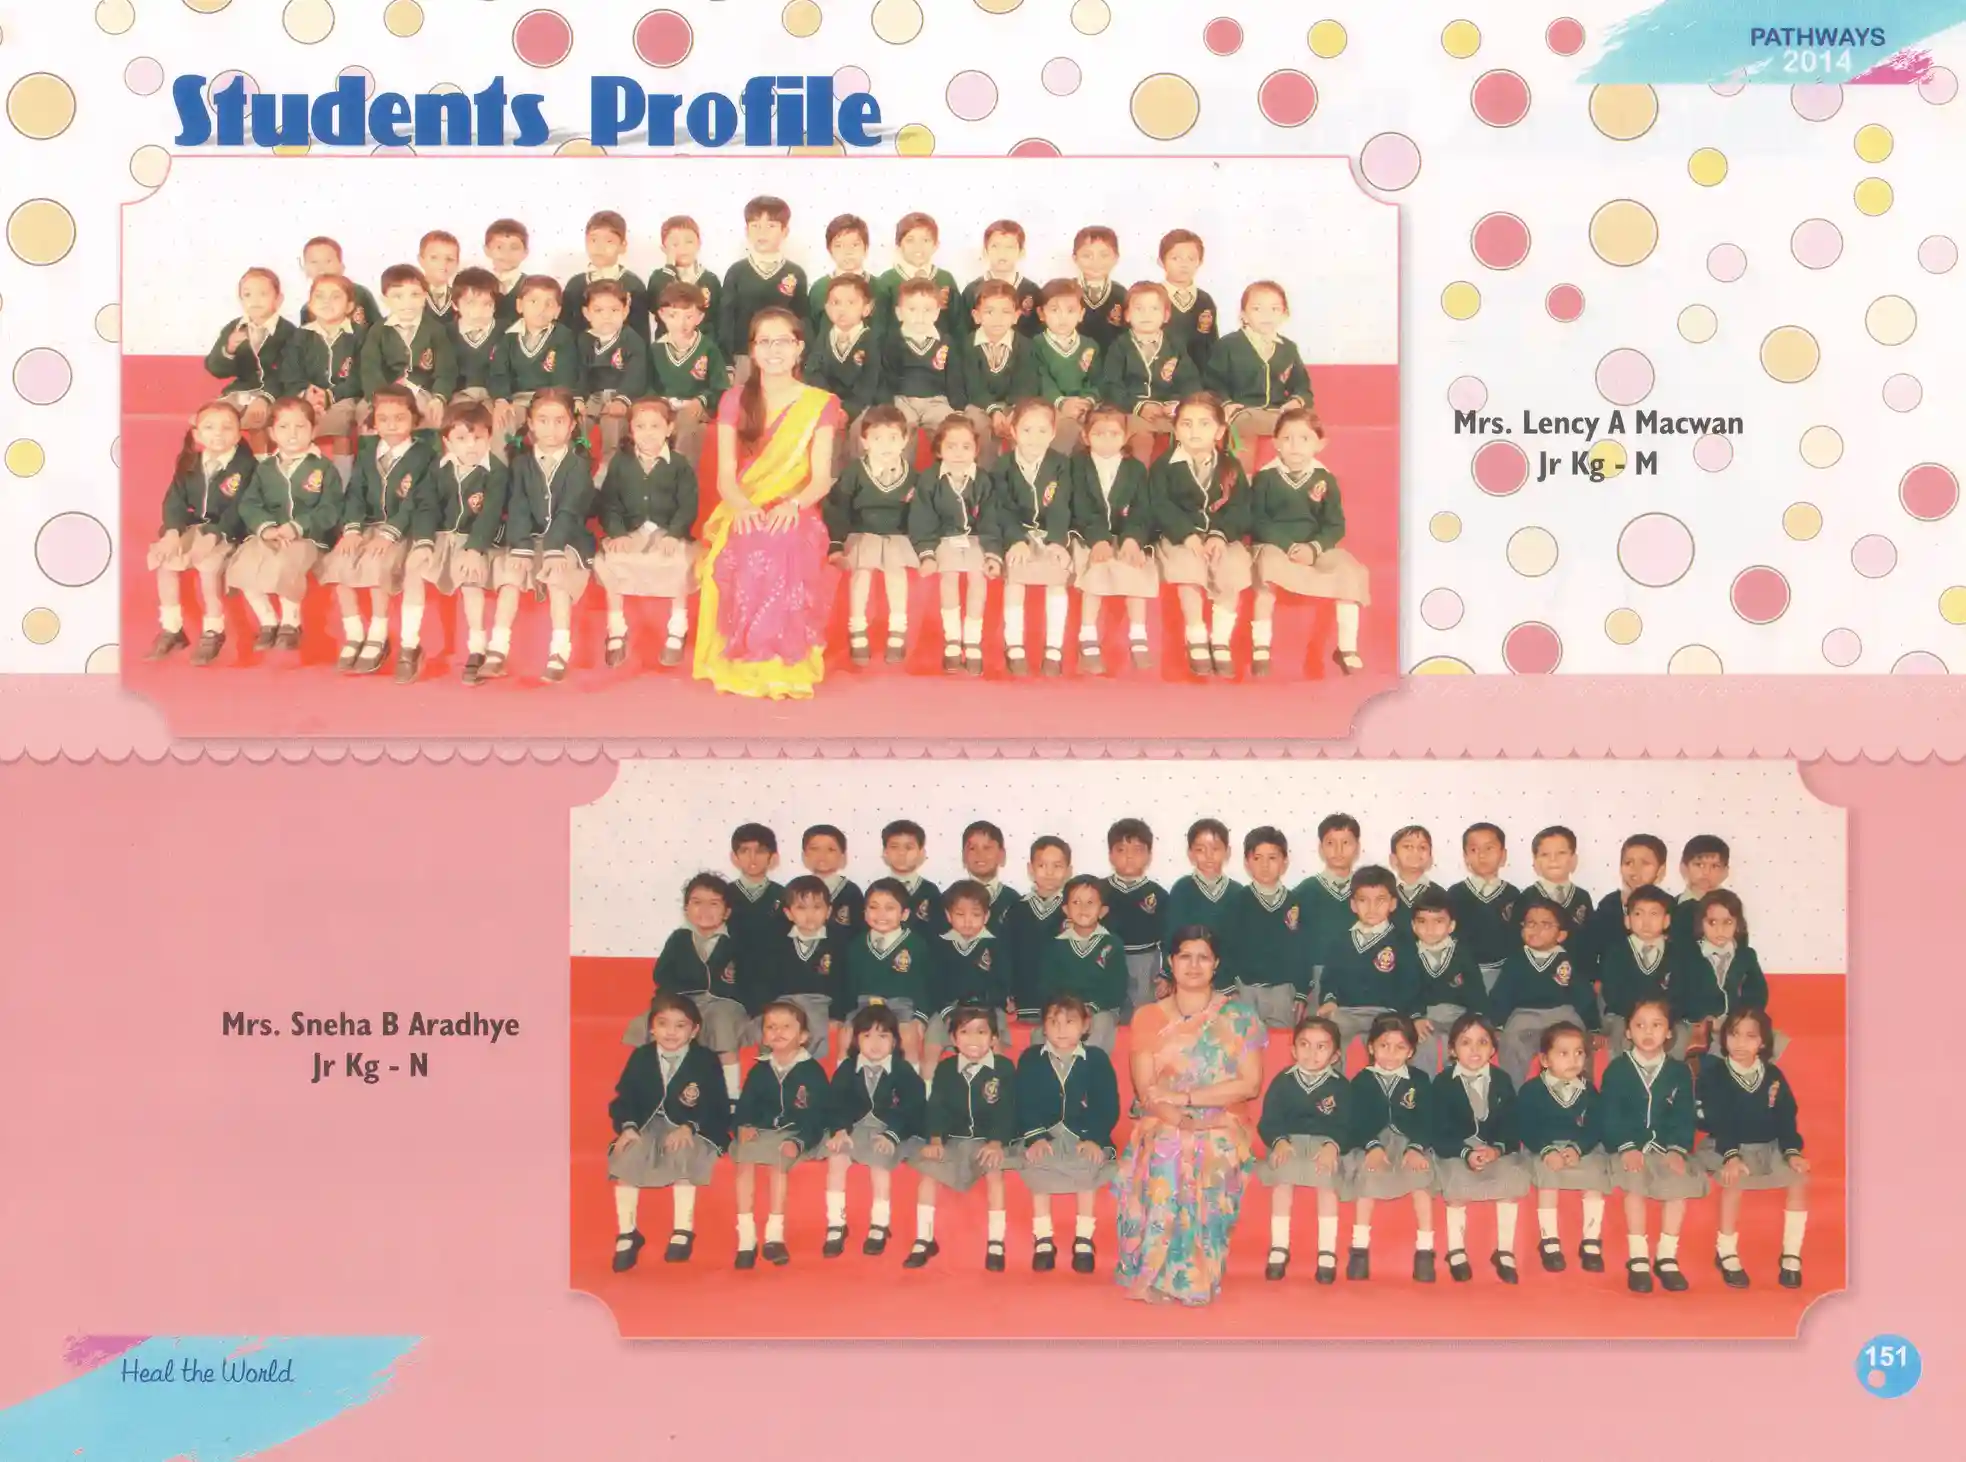 PATHWAYS
2014
Students Profile
Mrs. Lency A Macwan
Jr Kg - M
Mrs. Sneha B Aradhye
Jr Kg - N
Heal the World
151